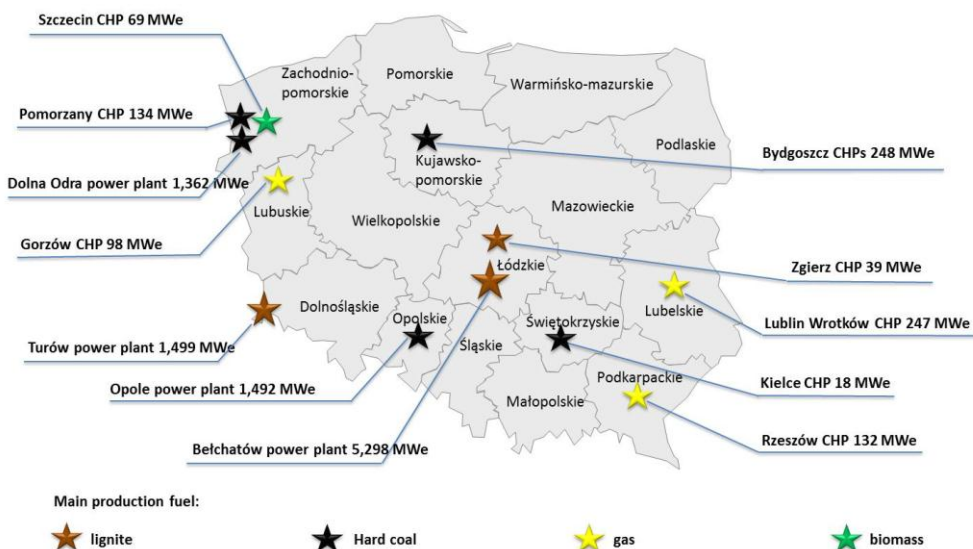 Szczecin CHP 69 MWe
Zachodnio-
pomorskie
Pomorskie
Warmińsko-mazurskie
Pomorzany CHP 134 MWe
Podlaskie
Bydgoszcz CHPs 248 MWe
Kujawsko-
pomorskie
Dolna Odra power plant 1,362 MWe
Lubuskie
Wielkopolskie
Mazowieckie
Gorzów CHP 98 MWe
Łódzkie
Zgierz CHP 39 MWe
Dolnośląskie
Opolskie
Śląskie
Świętokrzyskie
Lubelskie
Lublin Wrotków CHP 247 MWe
Turów power plant 1,499 MWe
Opole power plant 1,492 MWe
Podkarpackie
Kielce CHP 18 MWe
Małopolskie
Bełchatów power plant 5,298 MWe
Rzeszów CHP 132 MWe
Main production fuel:
lignite
Hard coal
gas
biomass